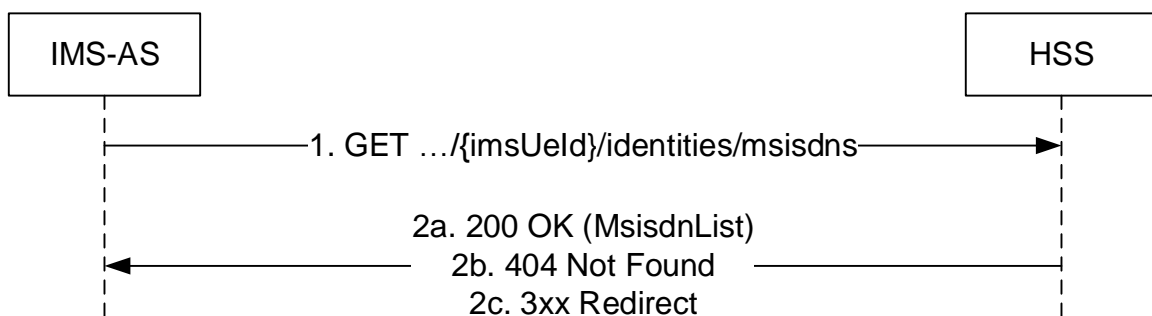 IMS-AS
HSS
1. GET …/{imsUeId}/identities/msisdns
2a. 200 OK (MsisdnList)
2b. 404 Not Found
2c. 3xx Redirect